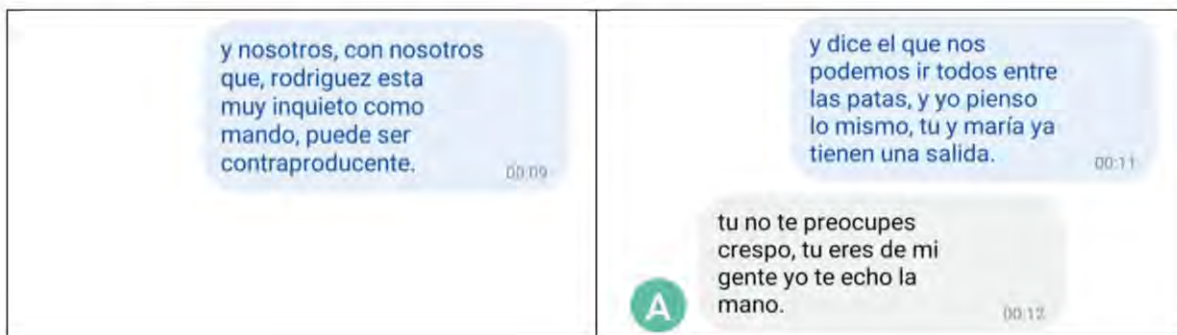 y nosotros, con nosotros
que, rodriguez esta
muy inquieto como
mando, puede ser
contraproducente.
00:09
y dice el que nos
podemos ir todos entre
las patas, y yo pienso
lo mismo, tu y maría ya
tienen una salida.
00:11
tu no te preocupes
crespo, tu eres de mi
gente yo te echo la
mano.
A
00:12